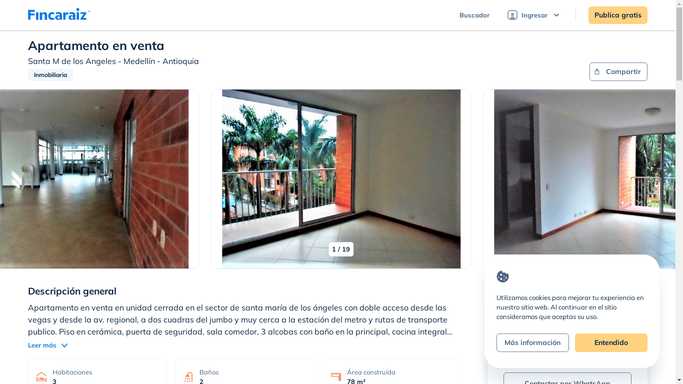 Fincaraiz
Buscador
Ingresar
Publica gratis
Apartamento en venta
Santa M de los Angeles - Medellín - Antioquia
Inmobiliaria
Compartir
1 / 19
Descripción general
Apartamento en venta en unidad cerrada en el sector de santa maría de los ángeles con doble acceso desde las
vegas y desde la av. regional, a dos cuadras del jumbo y muy cerca a la estación del metro y rutas de transporte
publico. Piso en cerámica, puerta de seguridad, sala comedor, 3 alcobas con baño en la principal, cocina integral...
Leer más
Habitaciones
3
Baños
2
Área construida
78 m²
Utilizamos cookies para mejorar tu experiencia en
nuestro sitio web. Al continuar en el sitio
consideramos que aceptas su uso.
Más información
Entendido
Contactar por WhatsApp